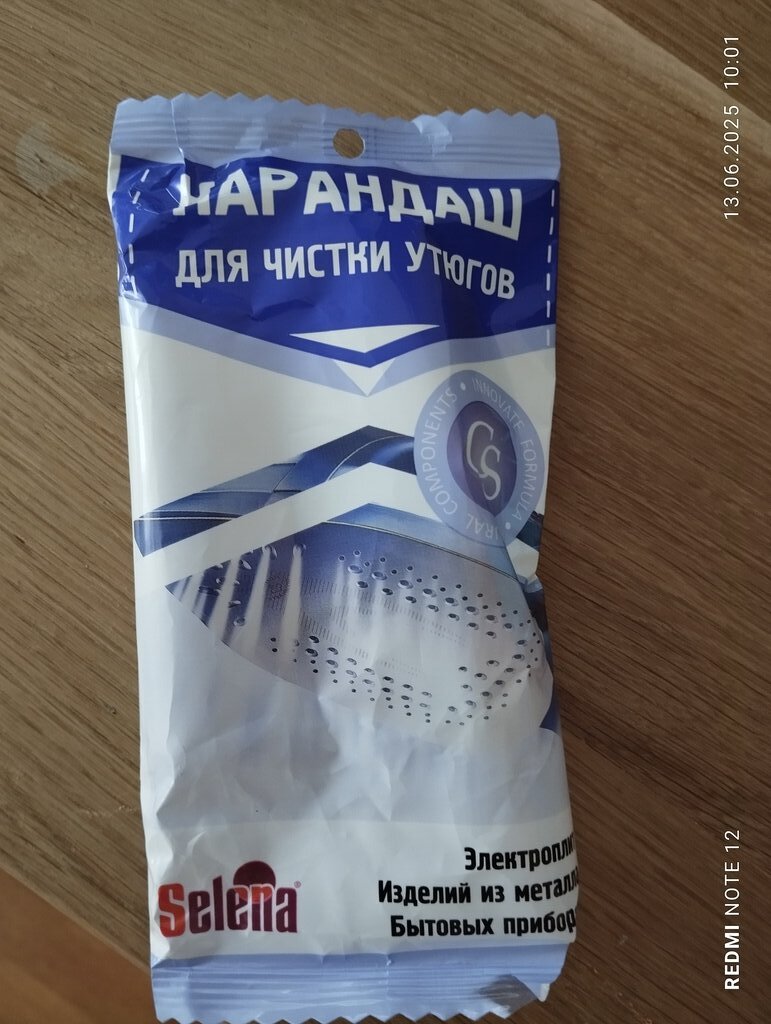 КАРАНДАШ
ДЛЯ ЧИСТКИ УТЮГОВ
COMPONENTS • INNOVATE FORMULA •
CS
Selena®
Электропли
Изделий из металл
Бытовых прибор
13.06.2025 10:01
REDMI NOTE 12